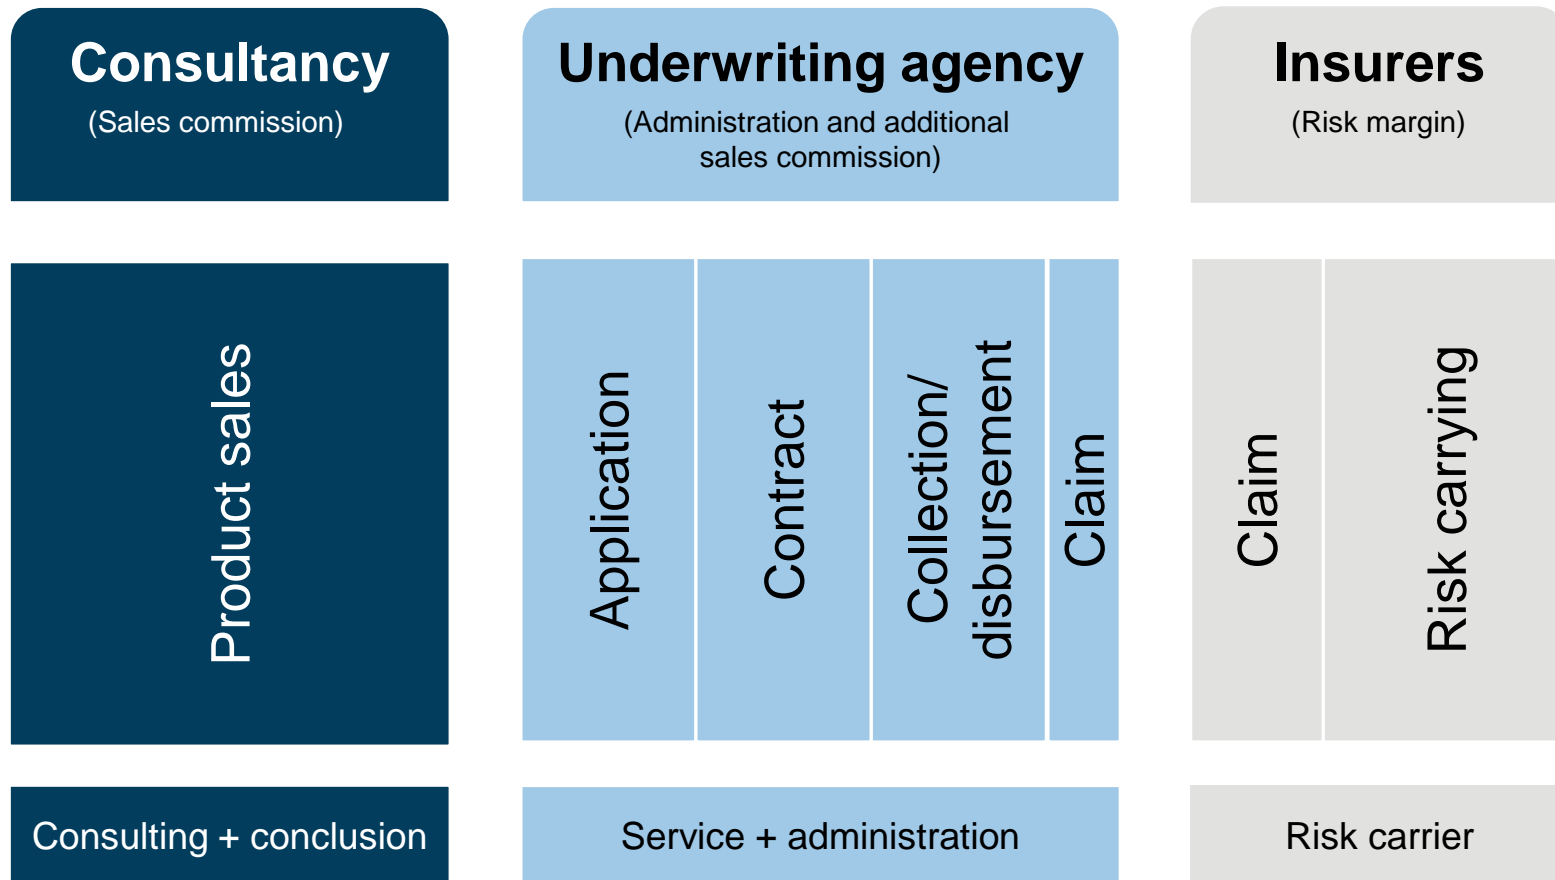 Consultancy
(Sales commission)
Underwriting agency
(Administration and additional
sales commission)
Insurers
(Risk margin)
Product sales
Application
Contract
Collection/
disbursement
Claim
Claim
Risk carrying
Consulting + conclusion
Service + administration
Risk carrier